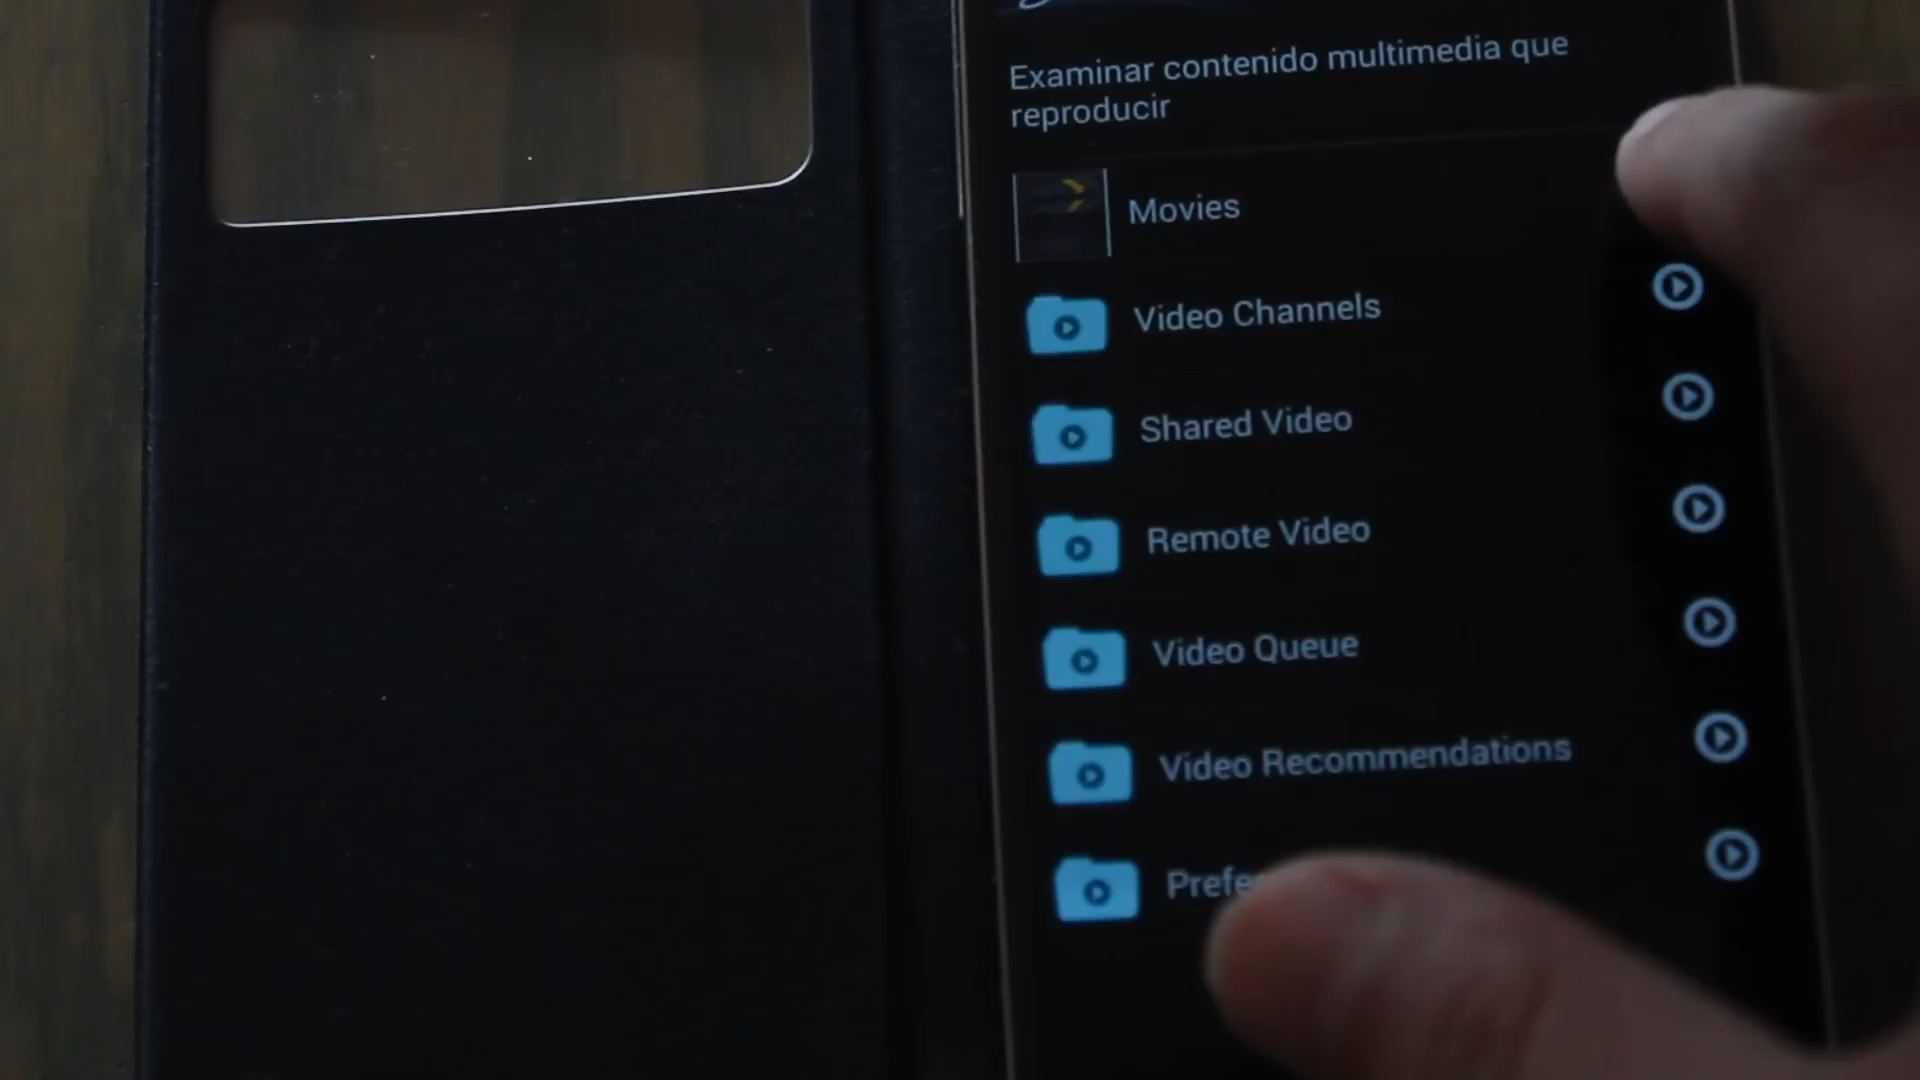 Examinar contenido multimedia que
reproducir
Movies
Video Channels
Shared Video
Remote Video
Video Queue
Video Recommendations